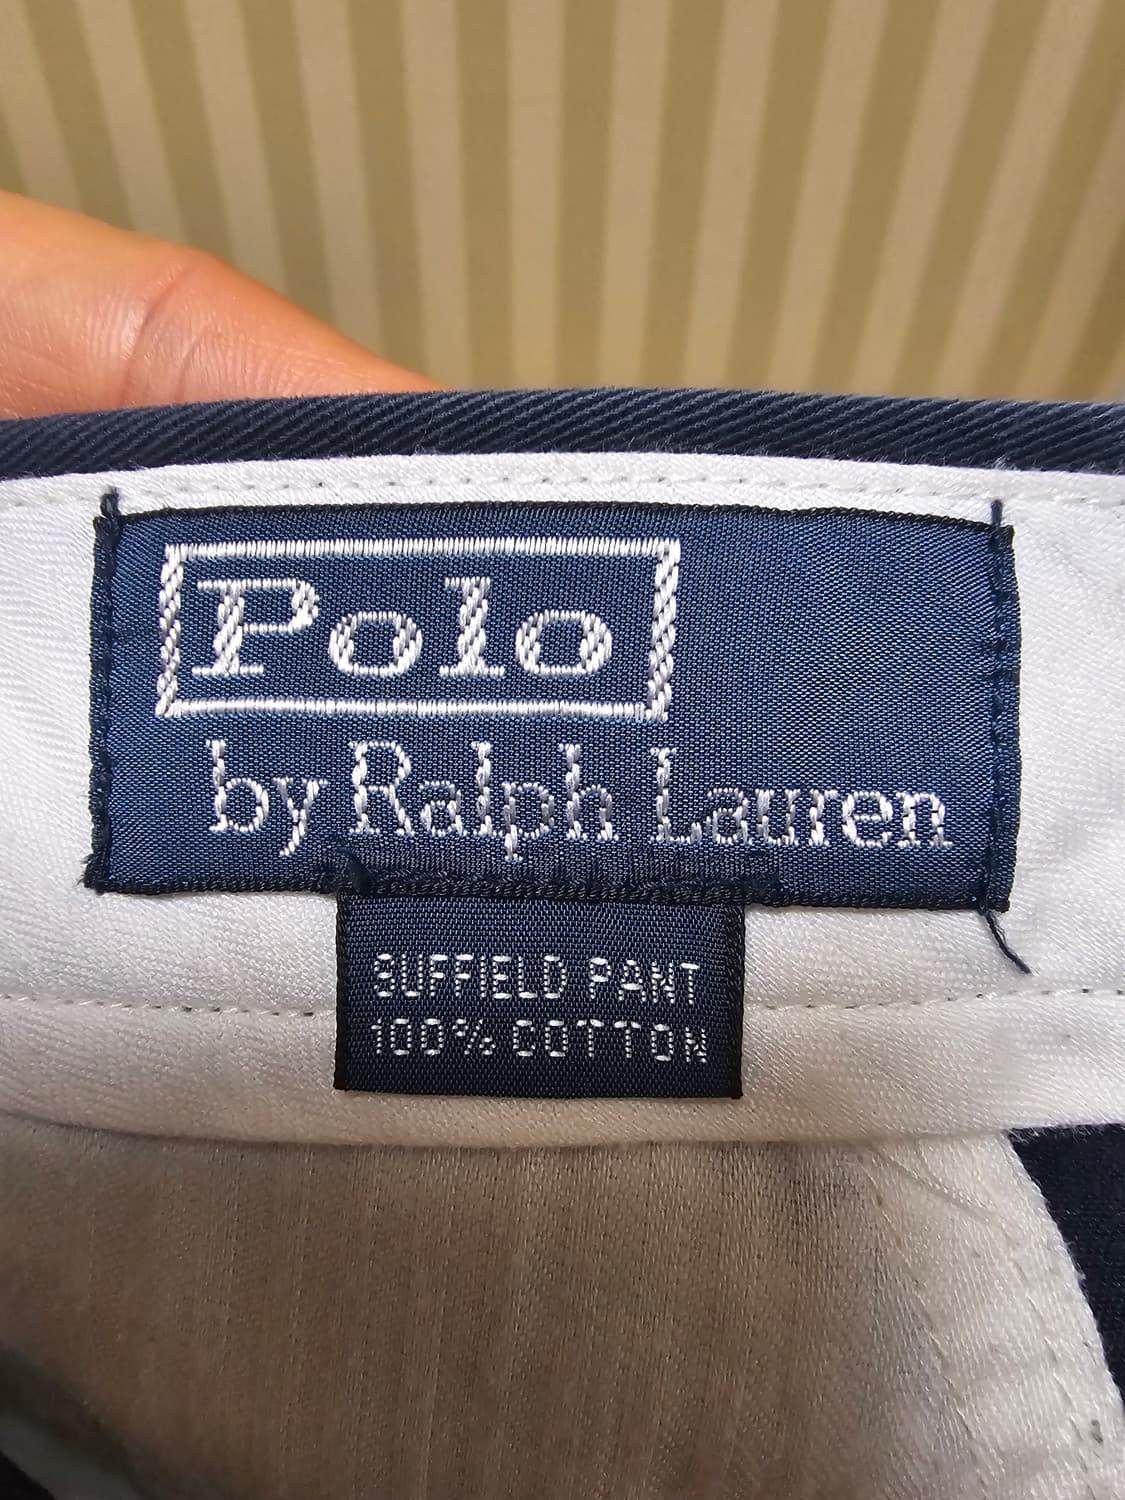 Polo
by Ralph Lauren
SUFFIELD PANT
100% COTTON